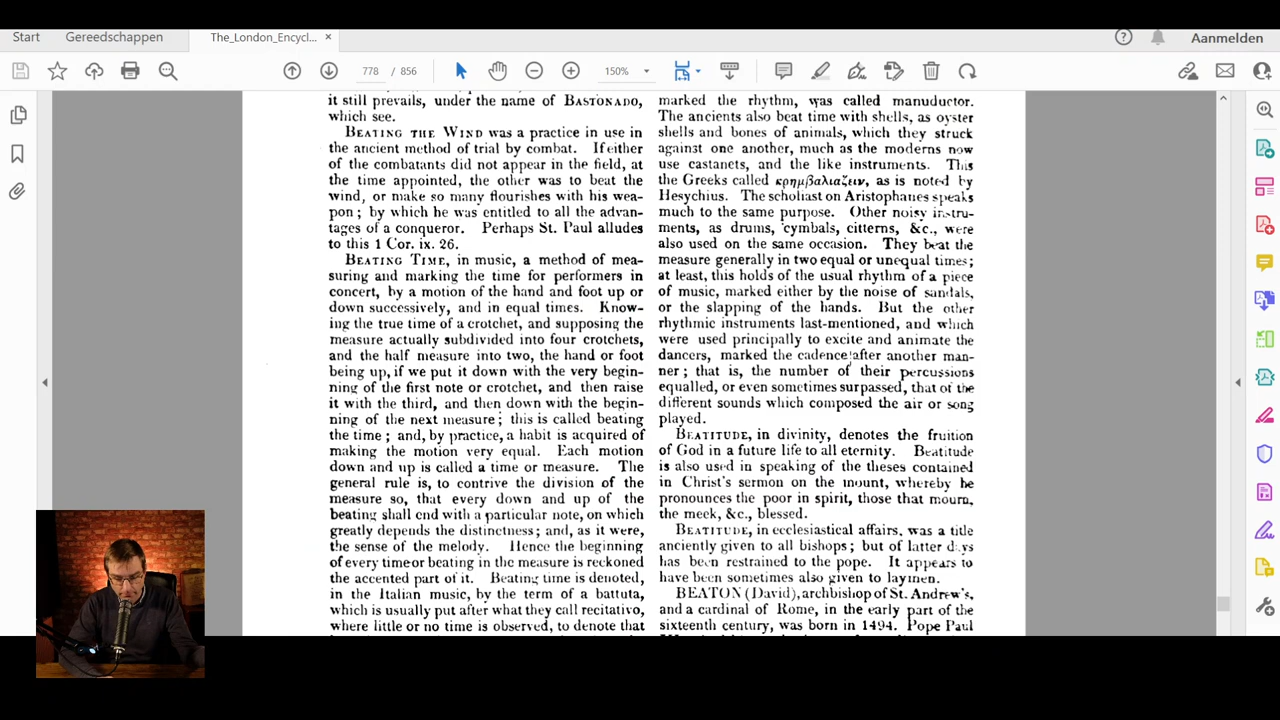 Start
Gereedschappen
The_London_Encycl...
×
Aanmelden
778 / 856
150%
it still prevails, under the name of BASTONADO,
which see.
BEATING THE WIND was a practice in use in
the ancient method of trial by combat. If either
of the combatants did not appear in the field, at
the time appointed, the other was to beat the
wind, or make so many flourishes with his wea-
pon; by which he was entitled to all the advan-
tages of a conqueror. Perhaps St. Paul alludes
to this 1 Cor. ix. 26.
BEATING TIME, in music, a method of mea-
suring and marking the time for performers in
concert, by a motion of the hand and foot up or
down successively, and in equal times. Know-
ing the true time of a crotchet, and supposing the
measure actually subdivided into four crotchets,
and the half measure into two, the hand or foot
being up, if we put it down with the very begin-
ning of the first note or crotchet, and then raise
it with the third, and then down with the begin-
ning of the next measure; this is called beating
the time; and, by practice, a habit is acquired of
making the motion very equal. Each motion
down and up is called a time or measure. The
general rule is, to contrive the division of the
measure so, that every down and up of the
beating shall end with a particular note, on which
greatly depends the distinctness; and, as it were,
the sense of the melody. Hence the beginning
of every time or beating in the measure is reckoned
the accented part of it. Beating time is denoted,
in the Italian music, by the term of a battuta,
which is usually put after what they call recitativo,
where little or no time is observed, to denote that
marked the rhythm, was called manuductor.
The ancients also beat time with shells, as oyster
shells and bones of animals, which they struck
against one another, much as the moderns now
use castanets, and the like instruments. This
the Greeks called κρημβαλιαζειν, as is noted by
Hesychius. The scholiast on Aristophanes speaks
much to the same purpose. Other noisy instru-
ments, as drums, cymbals, citterns, &c., were
also used on the same occasion. They beat the
measure generally in two equal or unequal times;
at least, this holds of the usual rhythm of a piece
of music, marked either by the noise of sandals,
or the slapping of the hands. But the other
rhythmic instruments last-mentioned, and which
were used principally to excite and animate the
dancers, marked the cadence after another man-
ner; that is, the number of their percussions
equalled, or even sometimes surpassed, that of the
different sounds which composed the air or song
played.
BEATITUDE, in divinity, denotes the fruition
of God in a future life to all eternity. Beatitude
is also used in speaking of the theses contained
in Christ's sermon on the mount, whereby he
pronounces the poor in spirit, those that mourn,
the meek, &c., blessed.
BEATITUDE, in ecclesiastical affairs, was a title
anciently given to all bishops; but of latter days
has been restrained to the pope. It appears to
have been sometimes also given to laymen.
BEATON (David), archbishop of St. Andrew's,
and a cardinal of Rome, in the early part of the
sixteenth century, was born in 1494. Pope Paul